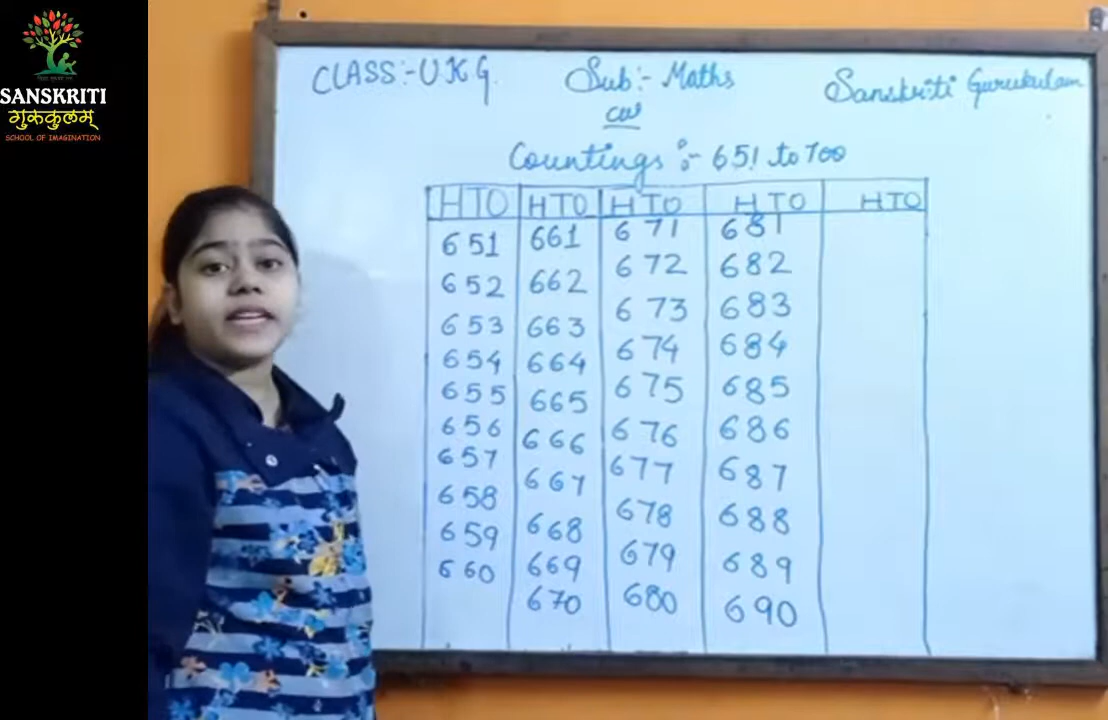 SANSKRITI
गुरुकुलम्
SCHOOL OF IMAGINATION
CLASS:- UKG.
Sub:- Maths
Sanskriti Gurukulam
CW
Countings :- 651 to 700
HTO HTO HTO HTO HTO
651 661 671 681
652 662 672 682
653 663 673 683
654 664 674 684
655 665 675 685
656 666 676 686
657 667 677 687
658 668 678 688
659 669 679 689
660 670 680 690